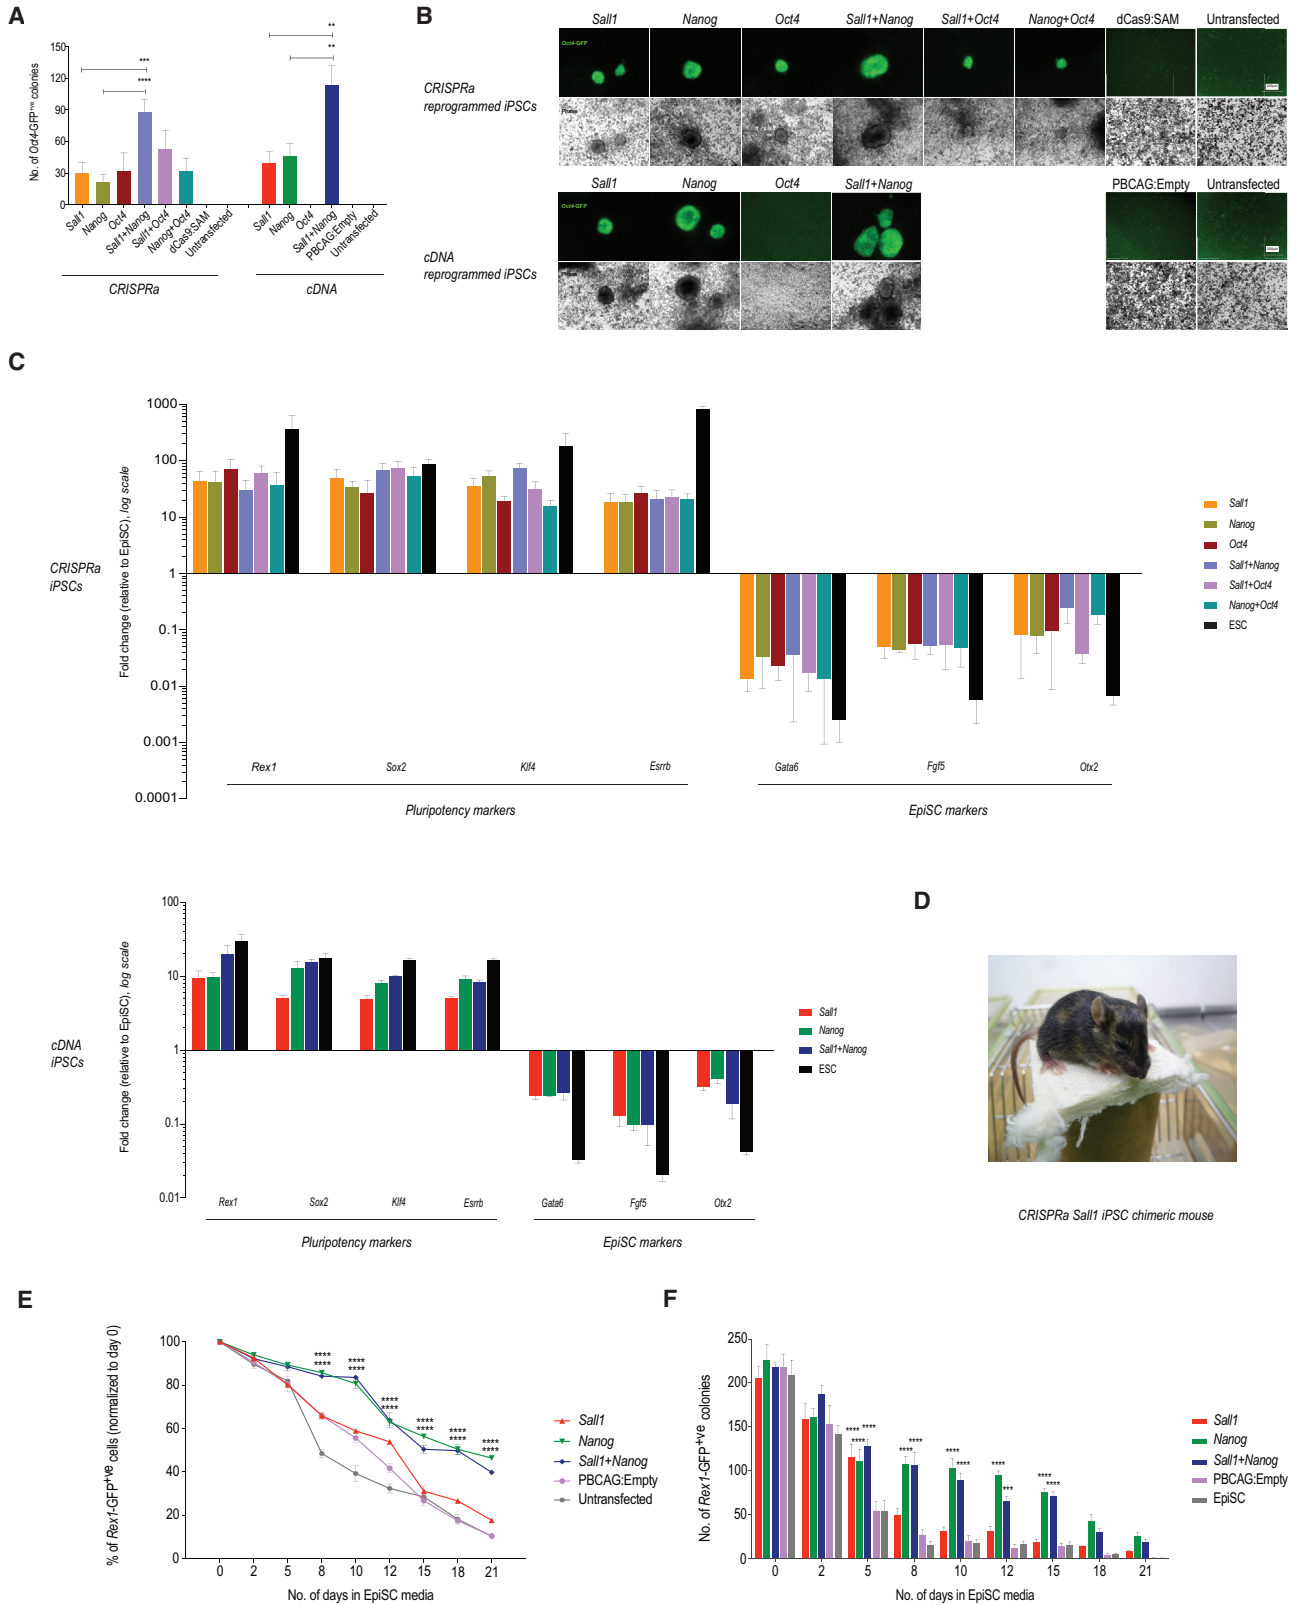 A
No. of Oct4-GFP+ve colonies
150
120
90
60
30
0
***
****
**
**
Sall1
Nanog
Oct4
Sall1+Nanog
Sall1+Oct4
Nanog+Oct4
dCas9:SAM
Untransfected
Sall1
Nanog
Oct4
Sall1+Nanog
PBCAG:Empty
Untransfected
CRISPRa
cDNA
B
Sall1 Nanog Oct4 Sall1+Nanog Sall1+Oct4 Nanog+Oct4 dCas9:SAM Untransfected
Oct4-GFP
CRISPRa
reprogrammed iPSCs
Phase
Sall1 Nanog Oct4 Sall1+Nanog PBCAG:Empty Untransfected
Oct4-GFP
cDNA
reprogrammed iPSCs
C
CRISPRa
iPSCs
Fold change (relative to EpiSC), log scale
1000
100
10
1
0.1
0.01
0.001
0.0001
Rex1 Sox2 Klf4 Esrrb Gata6 Fgf5 Otx2
Pluripotency markers EpiSC markers
Sall1
Nanog
Oct4
Sall1+Nanog
Sall1+Oct4
Nanog+Oct4
ESC
cDNA
iPSCs
Fold change (relative to EpiSC), log scale
100
10
1
0.1
0.01
Rex1 Sox2 Klf4 Esrrb Gata6 Fgf5 Otx2
Pluripotency markers EpiSC markers
Sall1
Nanog
Sall1+Nanog
ESC
D
CRISPRa Sall1 iPSC chimeric mouse
E
% of Rex1-GFP+ve cells (normalized to day 0)
100
80
60
40
20
0
**** **** **** **** **** ****
**** **** **** **** **** ****
0 2 5 8 10 12 15 18 21
No. of days in EpiSC media
Sall1
Nanog
Sall1+Nanog
PBCAG:Empty
Untransfected
F
No. of Rex1-GFP+ve colonies
250
200
150
100
50
0
**** **** ****
**** ****
**** ****
**** ***
**** ****
0 2 5 8 10 12 15 18 21
No. of days in EpiSC media
Sall1
Nanog
Sall1+Nanog
PBCAG:Empty
EpiSC